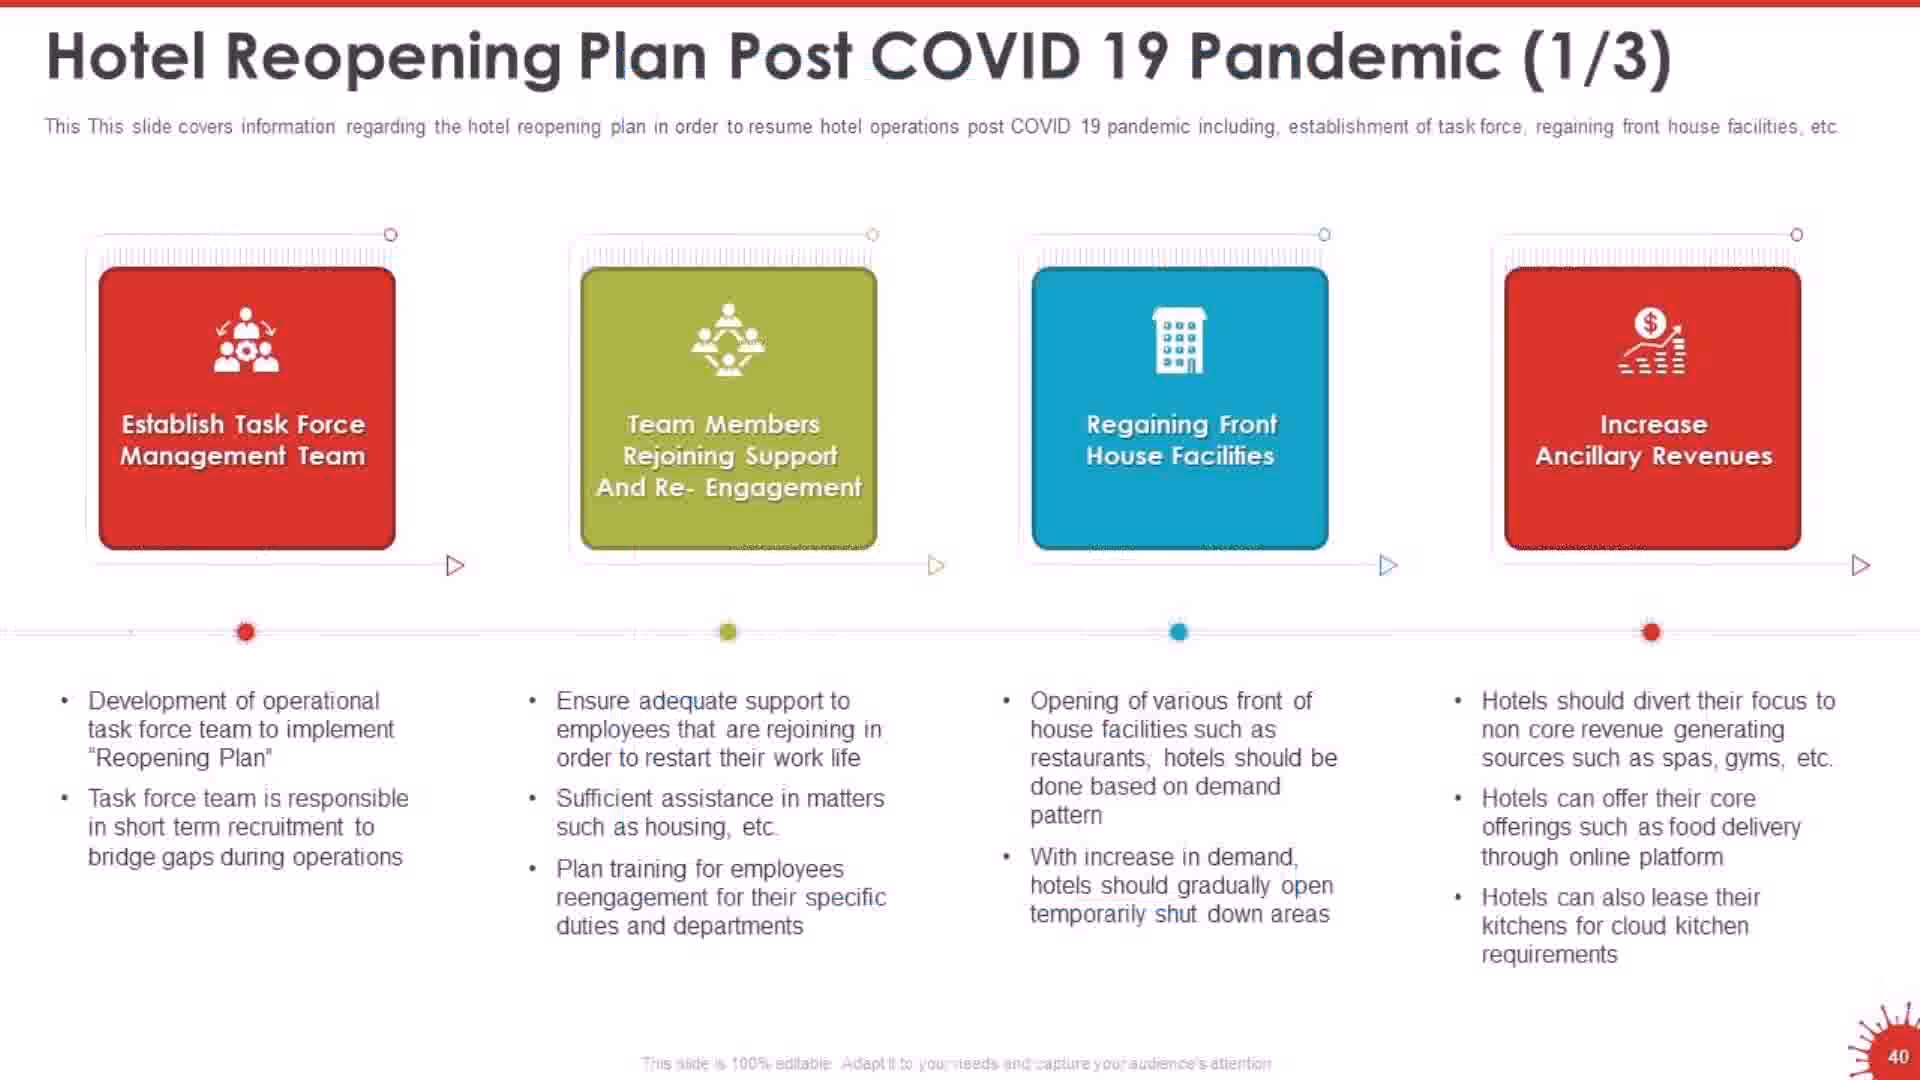 Hotel Reopening Plan Post COVID 19 Pandemic (1/3)
This This slide covers information regarding the hotel reopening plan in order to resume hotel operations post COVID 19 pandemic including, establishment of task force, regaining front house facilities, etc
Establish Task Force
Management Team
Team Members
Rejoining Support
And Re- Engagement
Regaining Front
House Facilities
Increase
Ancillary Revenues
• Development of operational
task force team to implement
“Reopening Plan”
• Task force team is responsible
in short term recruitment to
bridge gaps during operations
• Ensure adequate support to
employees that are rejoining in
order to restart their work life
• Sufficient assistance in matters
such as housing, etc.
• Plan training for employees
reengagement for their specific
duties and departments
• Opening of various front of
house facilities such as
restaurants, hotels should be
done based on demand
pattern
• With increase in demand,
hotels should gradually open
temporarily shut down areas
• Hotels should divert their focus to
non core revenue generating
sources such as spas, gyms, etc.
• Hotels can offer their core
offerings such as food delivery
through online platform
• Hotels can also lease their
kitchens for cloud kitchen
requirements
This slide is 100% editable. Adapt it to your needs and capture your audience's attention
40